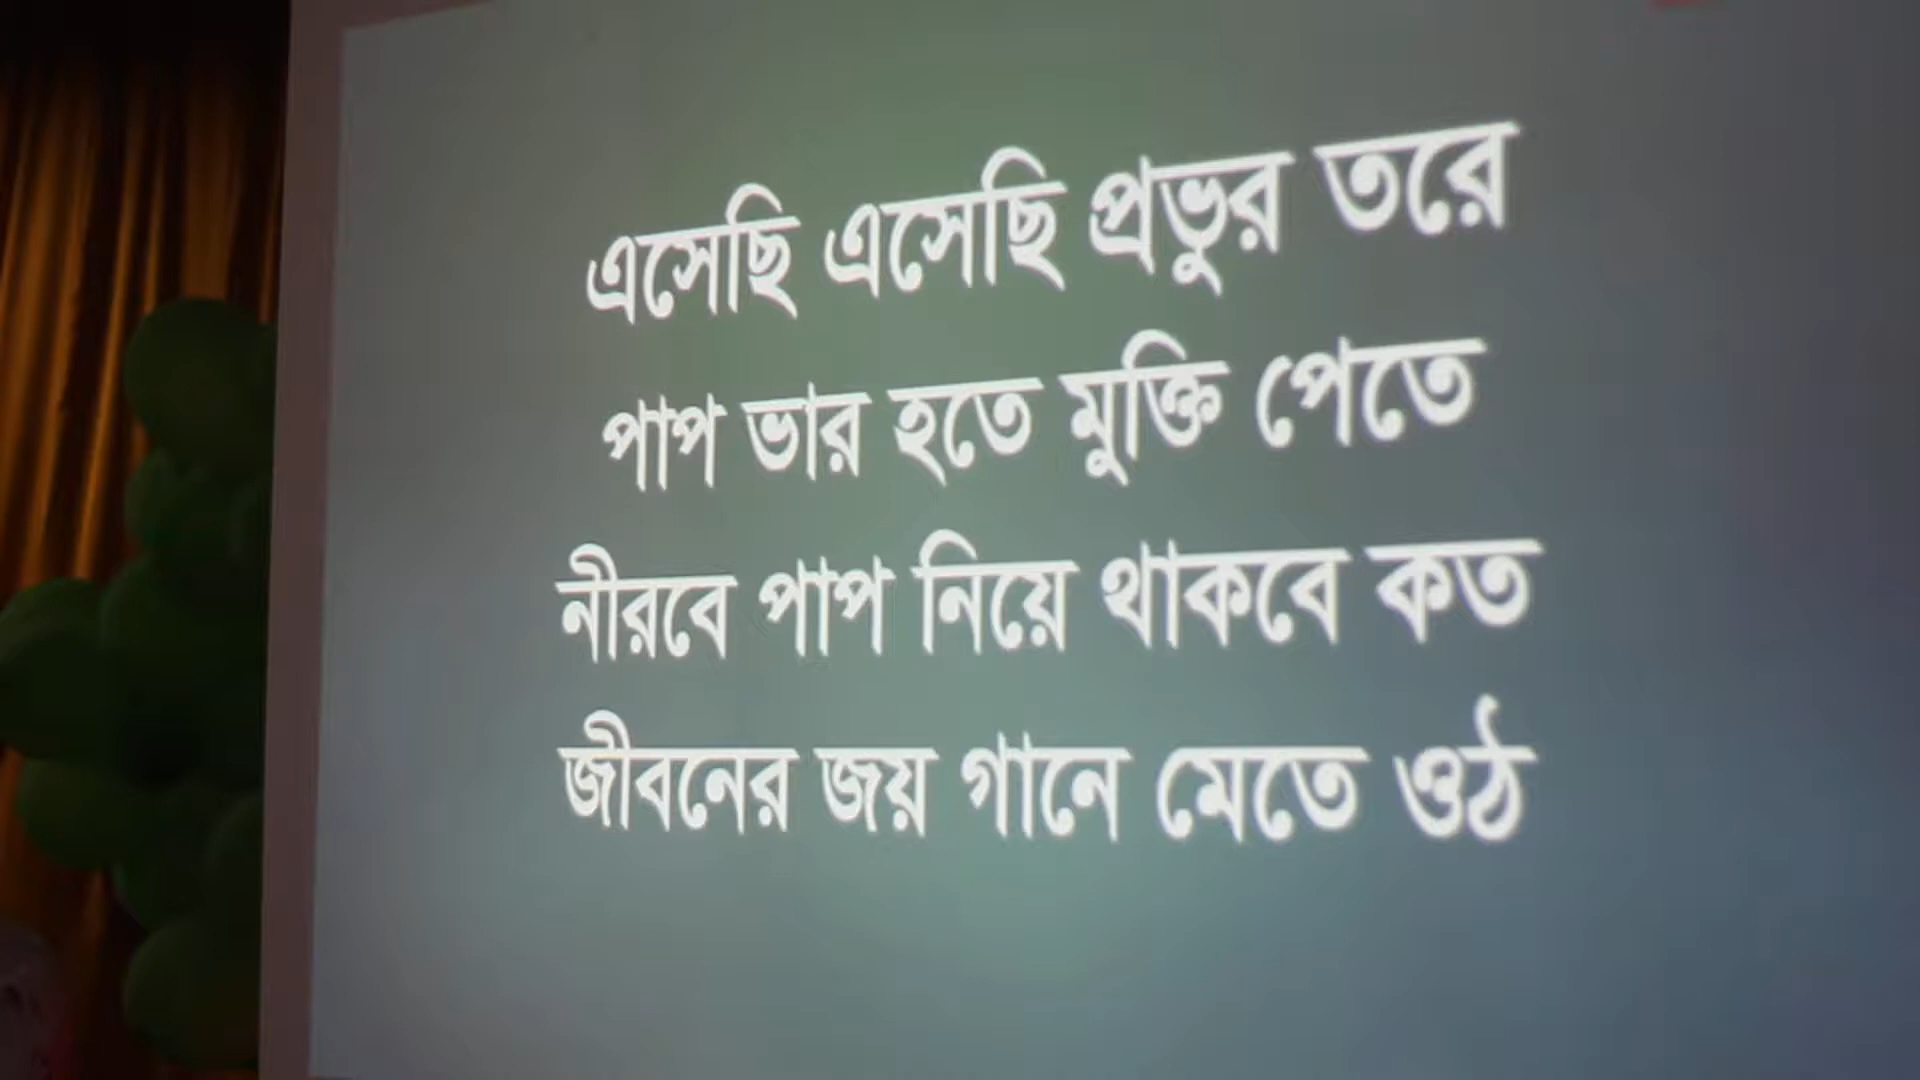 এসেছি এসেছি প্রভুর তরে
পাপ ভার হতে মুক্তি পেতে
নীরবে পাপ নিয়ে থাকবে কত
জীবনের জয় গানে মেতে ওঠ